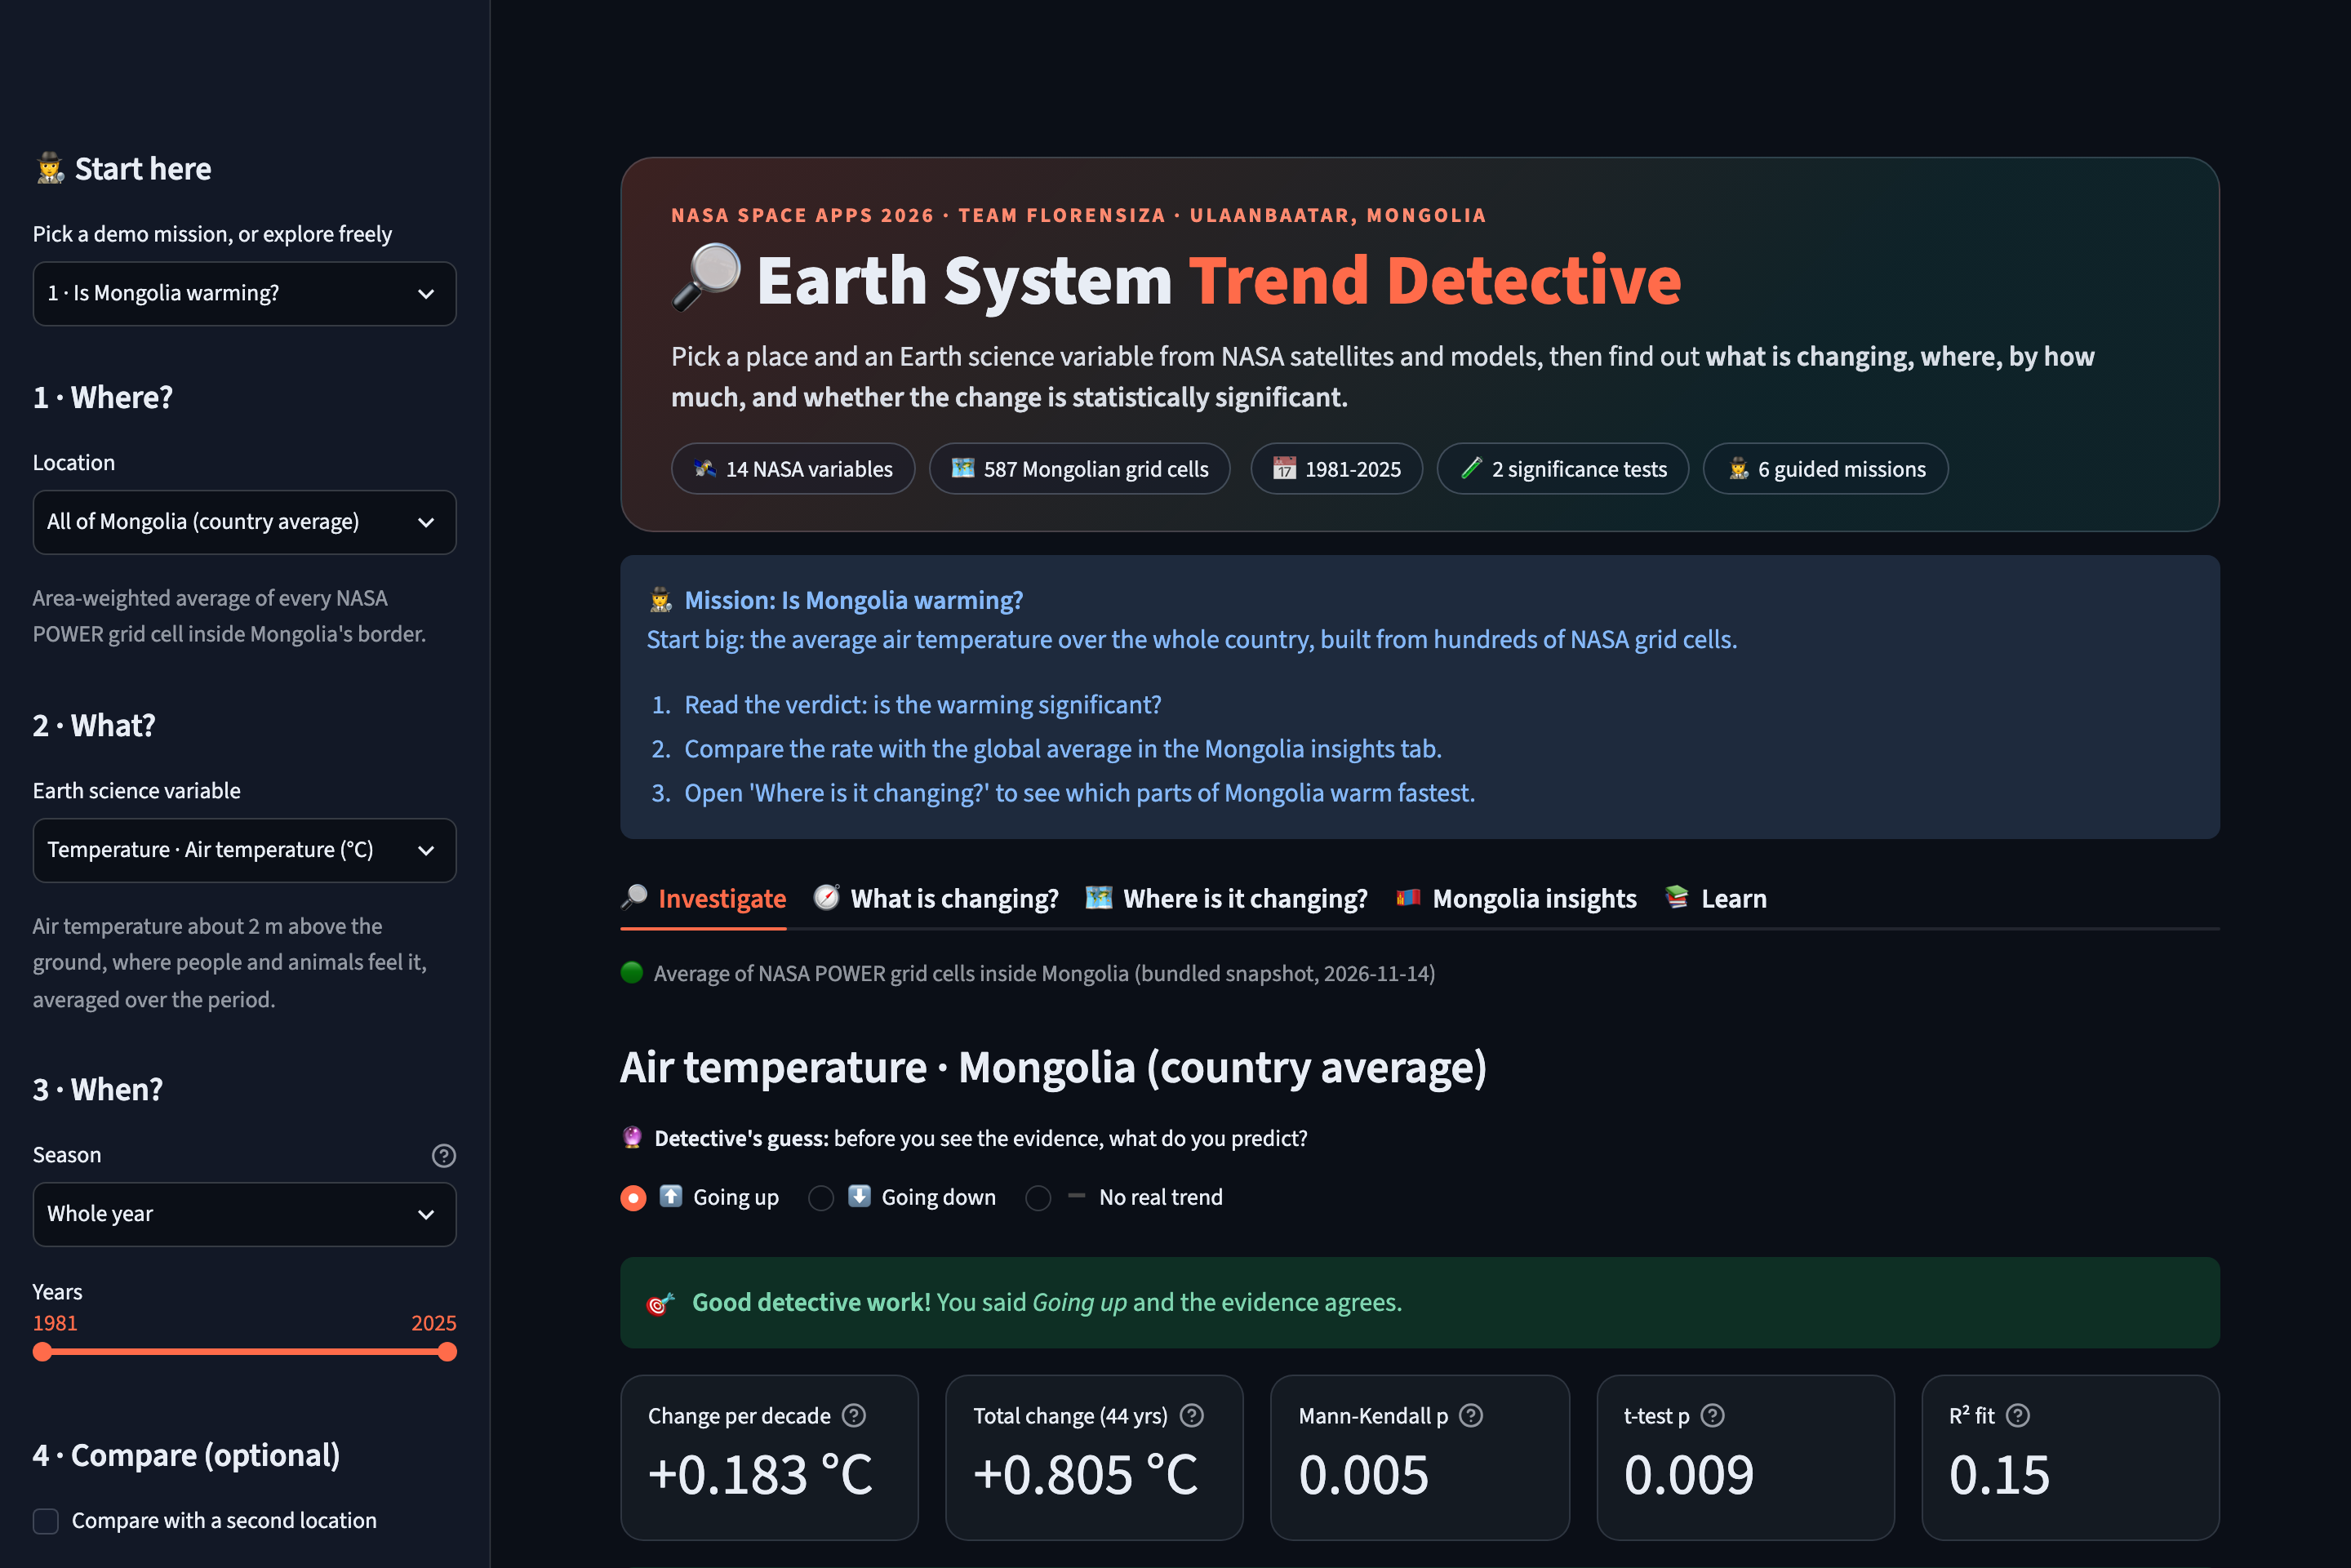 Start here
Pick a demo mission, or explore freely
1 · Is Mongolia warming?
1 · Where?
Location
All of Mongolia (country average)
Area-weighted average of every NASA
POWER grid cell inside Mongolia's border.
2 · What?
Earth science variable
Temperature · Air temperature (°C)
Air temperature about 2 m above the
ground, where people and animals feel it,
averaged over the period.
3 · When?
Season
Whole year
Years
1981 2025
4 · Compare (optional)
Compare with a second location
NASA SPACE APPS 2026 · TEAM FLORENSIZA · ULAANBAATAR, MONGOLIA
Earth System Trend Detective
Pick a place and an Earth science variable from NASA satellites and models, then find out what is changing, where, by how
much, and whether the change is statistically significant.
14 NASA variables 587 Mongolian grid cells 17 1981-2025 2 significance tests 6 guided missions
Mission: Is Mongolia warming?
Start big: the average air temperature over the whole country, built from hundreds of NASA grid cells.
1. Read the verdict: is the warming significant?
2. Compare the rate with the global average in the Mongolia insights tab.
3. Open 'Where is it changing?' to see which parts of Mongolia warm fastest.
Investigate What is changing? Where is it changing? Mongolia insights Learn
Average of NASA POWER grid cells inside Mongolia (bundled snapshot, 2026-11-14)
Air temperature · Mongolia (country average)
Detective's guess: before you see the evidence, what do you predict?
Going up Going down No real trend
Good detective work! You said Going up and the evidence agrees.
Change per decade Total change (44 yrs) Mann-Kendall p t-test p R² fit
+0.183 °C +0.805 °C 0.005 0.009 0.15